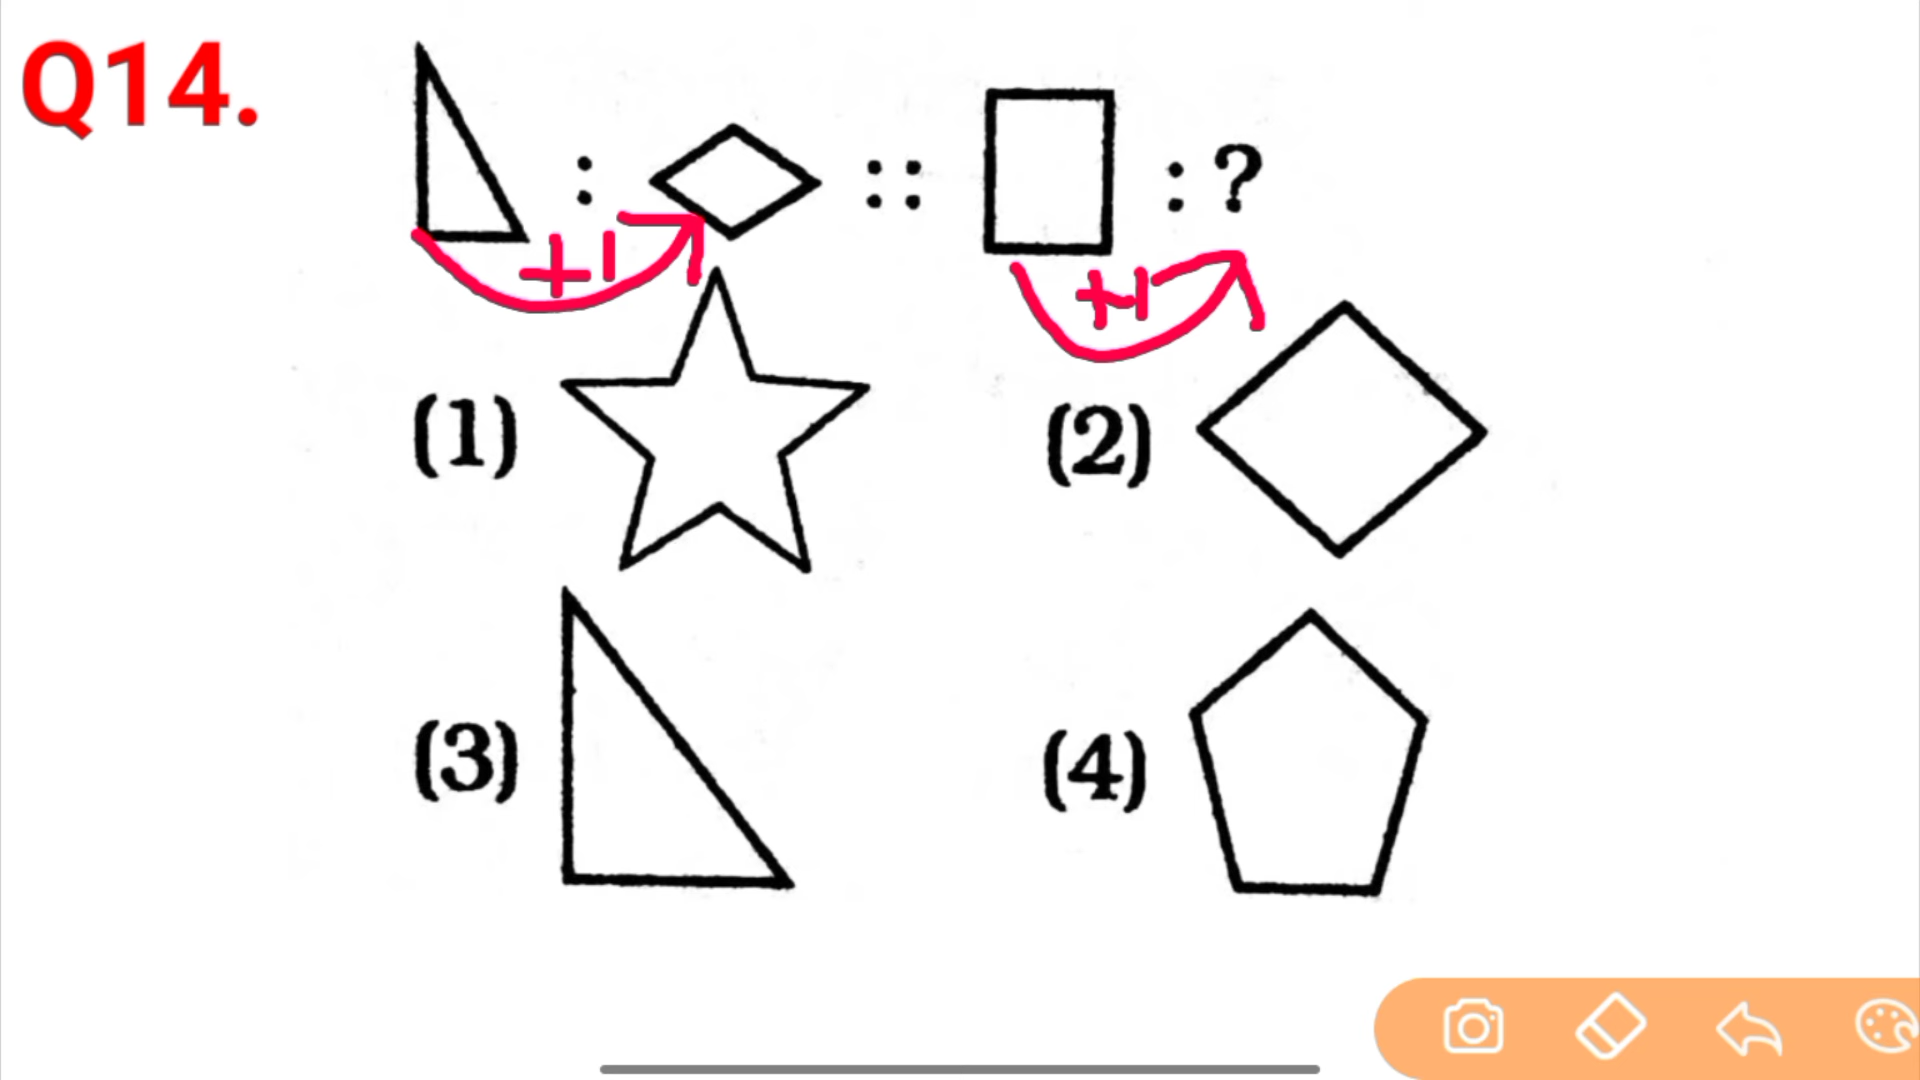 Q14.
: :: : ?
+1 +1
(1) (2)
(3) (4)